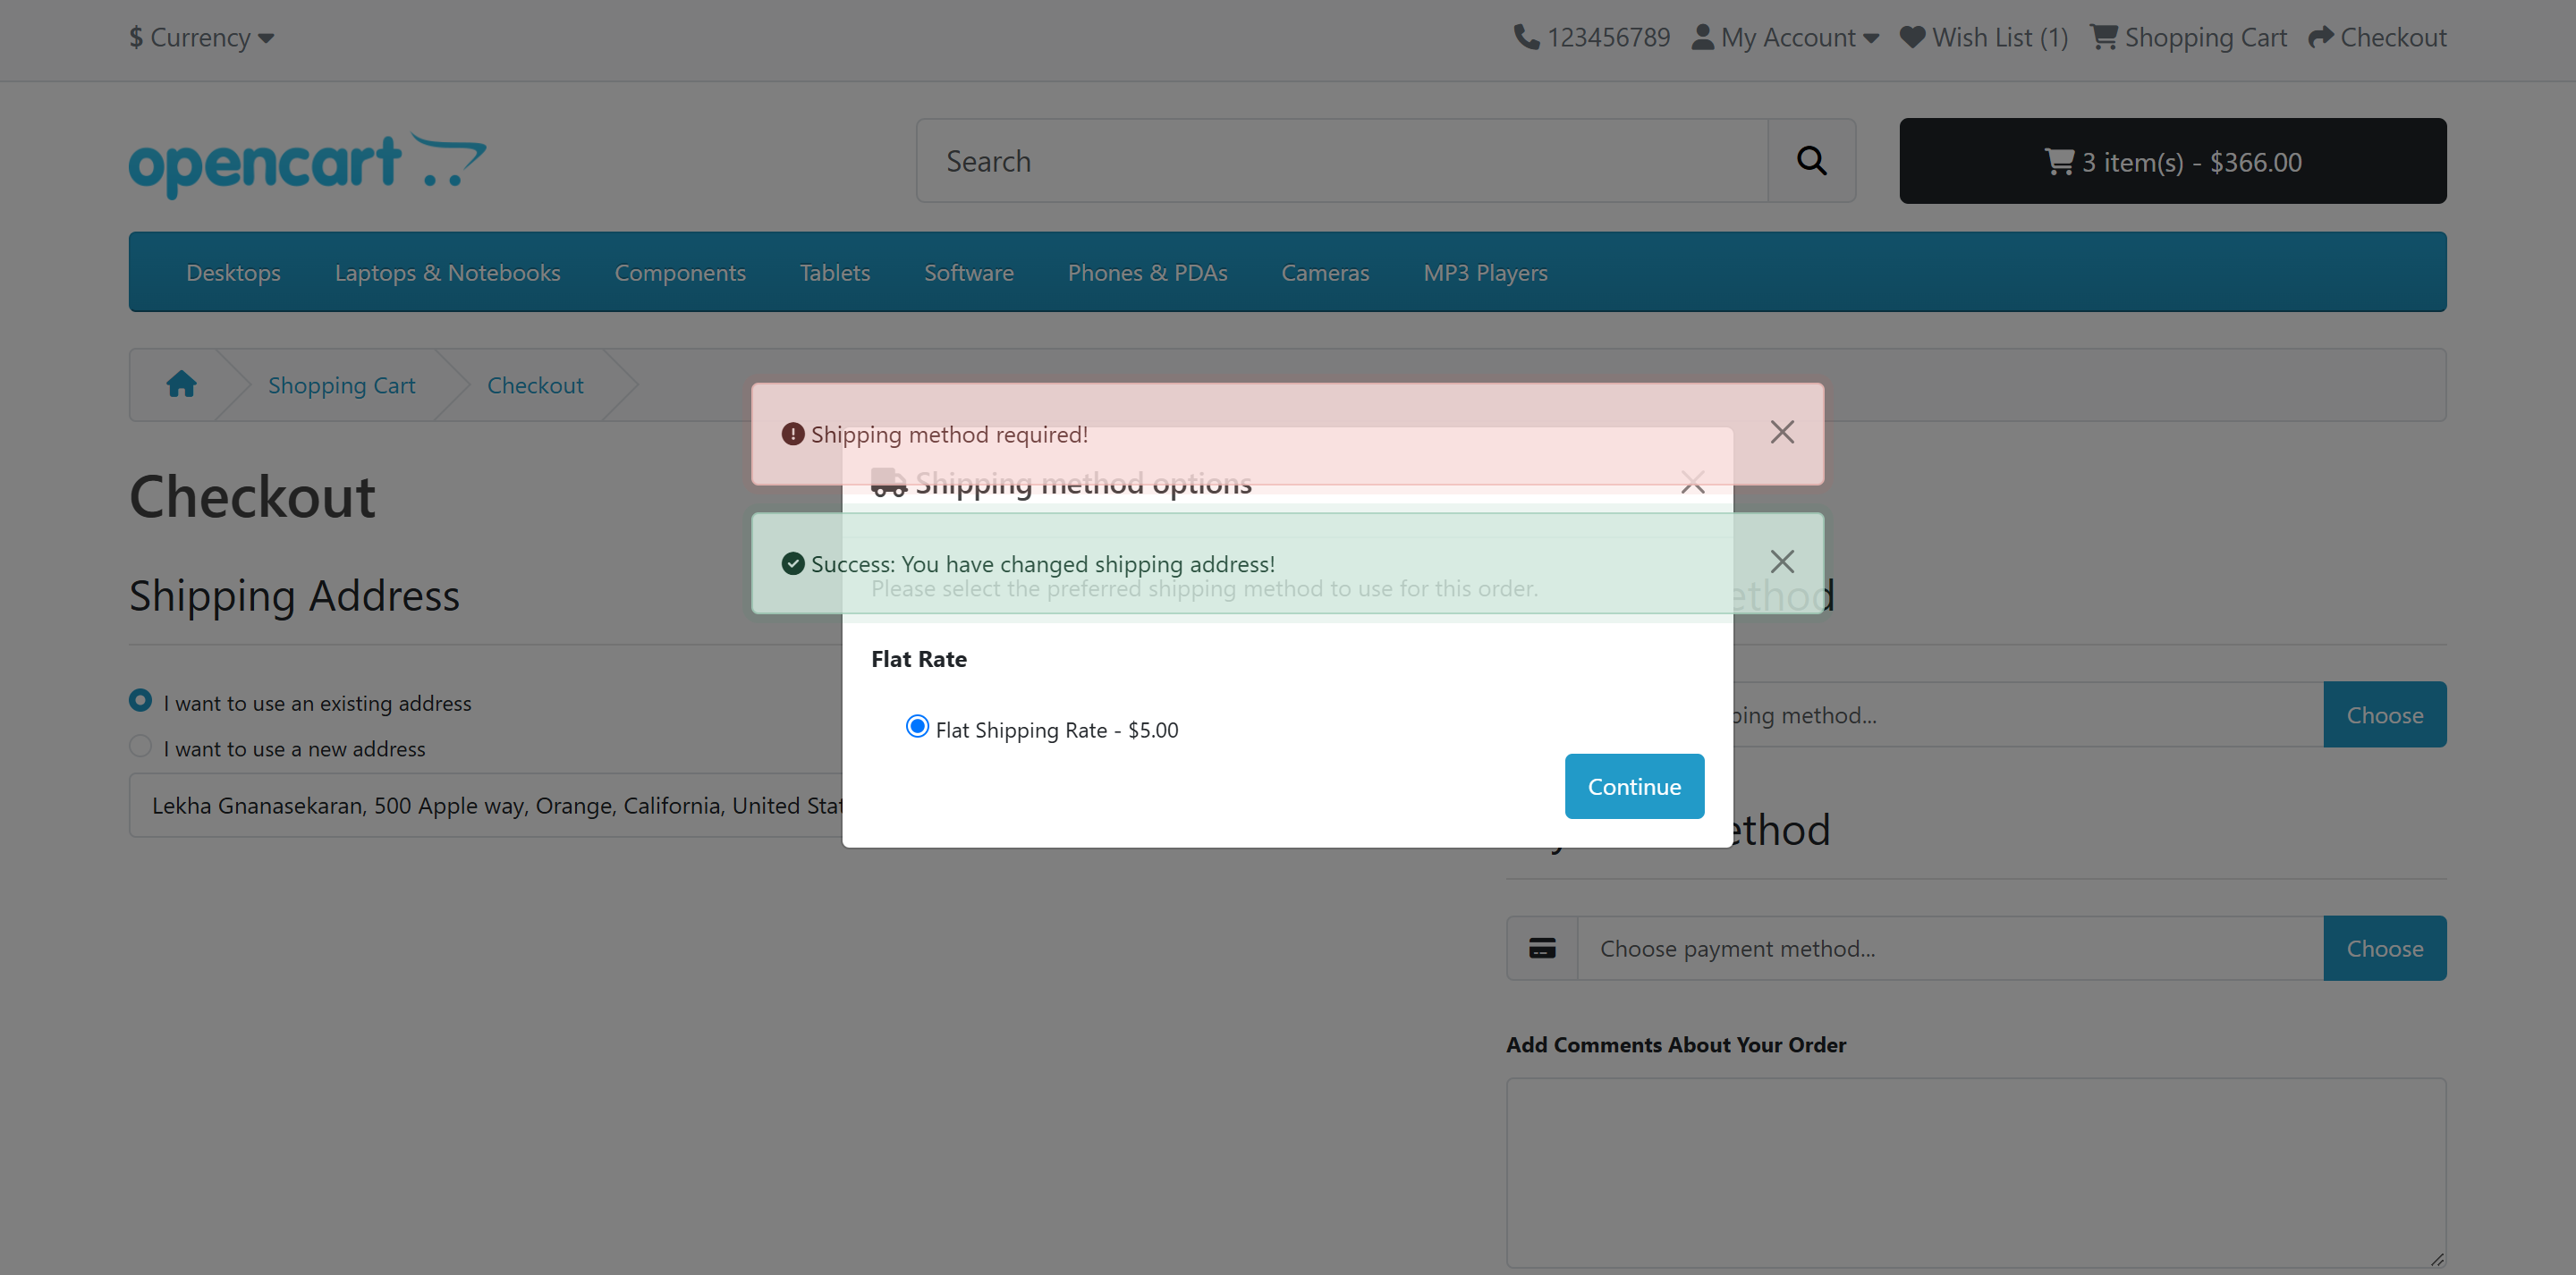 $ Currency
123456789 My Account Wish List (1) Shopping Cart Checkout
opencart
Search
3 item(s) - $366.00
Desktops Laptops & Notebooks Components Tablets Software Phones & PDAs Cameras MP3 Players
Shopping Cart Checkout
Shipping method required!
Shipping method options
Success: You have changed shipping address!
Please select the preferred shipping method to use for this order.
Flat Rate
Flat Shipping Rate - $5.00
Continue
Checkout
Shipping Address
I want to use an existing address
I want to use a new address
Lekha Gnanasekaran, 500 Apple way, Orange, California, United
ethod
method... Choose
ethod
Choose payment method... Choose
Add Comments About Your Order